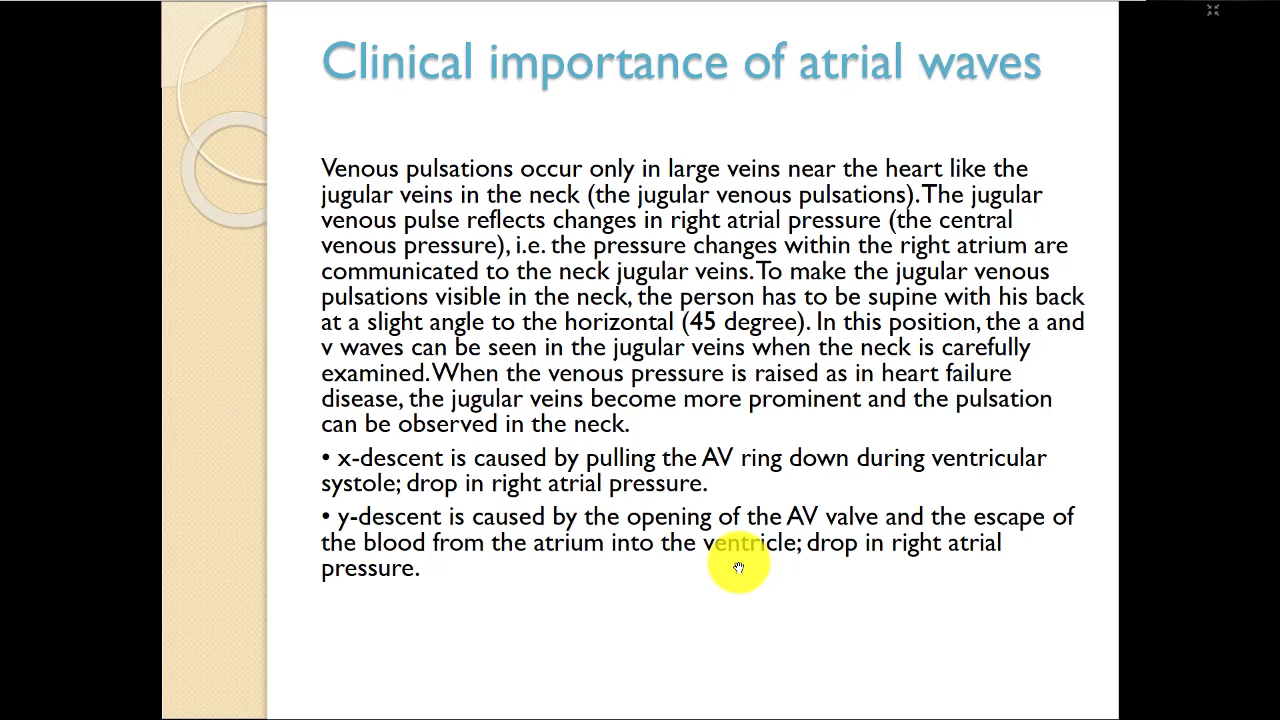 Clinical importance of atrial waves
Venous pulsations occur only in large veins near the heart like the
jugular veins in the neck (the jugular venous pulsations). The jugular
venous pulse reflects changes in right atrial pressure (the central
venous pressure), i.e. the pressure changes within the right atrium are
communicated to the neck jugular veins. To make the jugular venous
pulsations visible in the neck, the person has to be supine with his back
at a slight angle to the horizontal (45 degree). In this position, the a and
v waves can be seen in the jugular veins when the neck is carefully
examined. When the venous pressure is raised as in heart failure
disease, the jugular veins become more prominent and the pulsation
can be observed in the neck.
• x-descent is caused by pulling the AV ring down during ventricular
systole; drop in right atrial pressure.
• y-descent is caused by the opening of the AV valve and the escape of
the blood from the atrium into the ventricle; drop in right atrial
pressure.